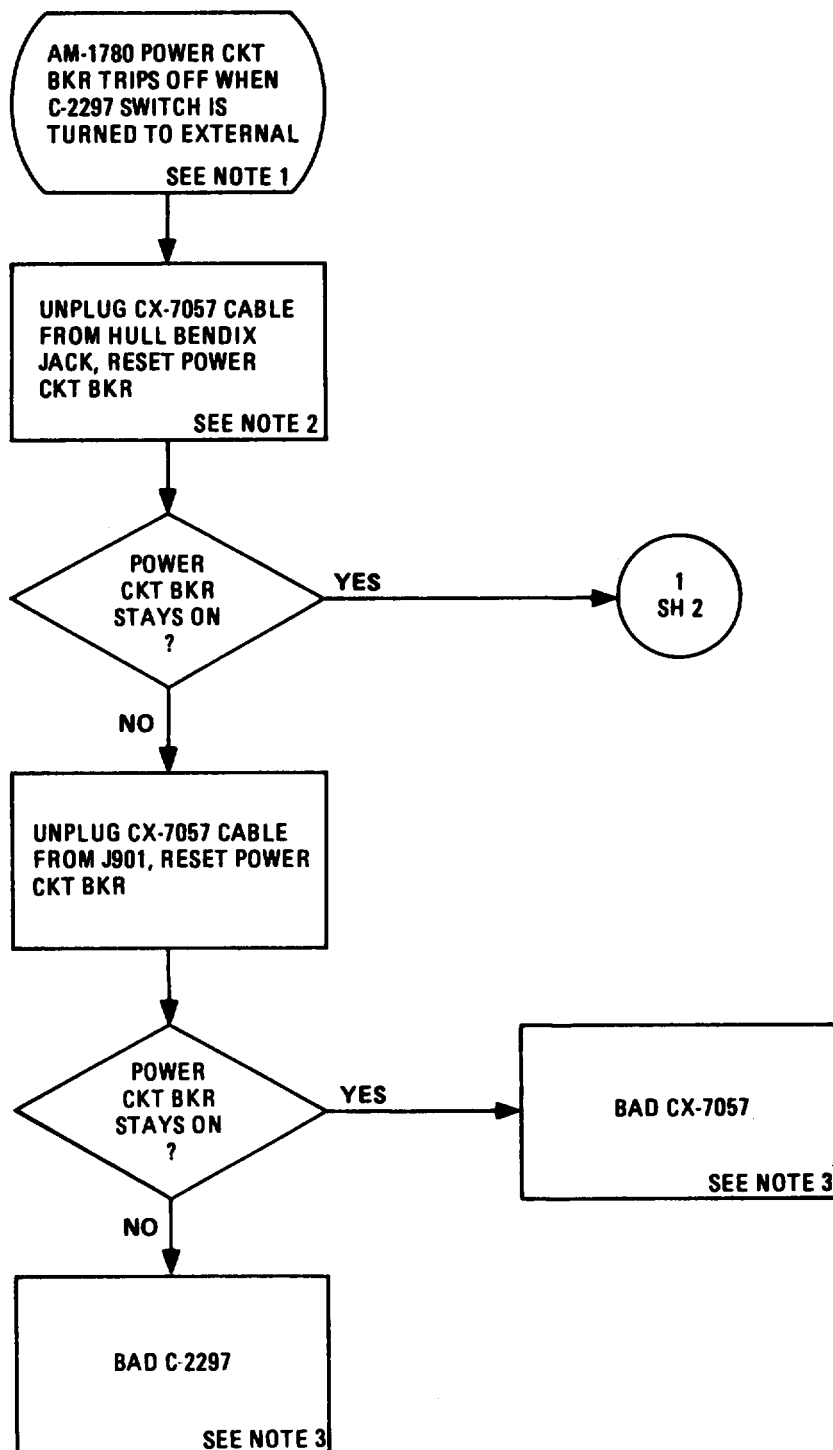 AM-1780 POWER CKT
BKR TRIPS OFF WHEN
C-2297 SWITCH IS
TURNED TO EXTERNAL
SEE NOTE 1
UNPLUG CX-7057 CABLE
FROM HULL BENDIX
JACK, RESET POWER
CKT BKR
SEE NOTE 2
POWER
CKT BKR
STAYS ON
?
YES
1
SH 2
NO
UNPLUG CX-7057 CABLE
FROM J901, RESET POWER
CKT BKR
POWER
CKT BKR
STAYS ON
?
YES
BAD CX-7057
SEE NOTE 3
NO
BAD C-2297
SEE NOTE 3